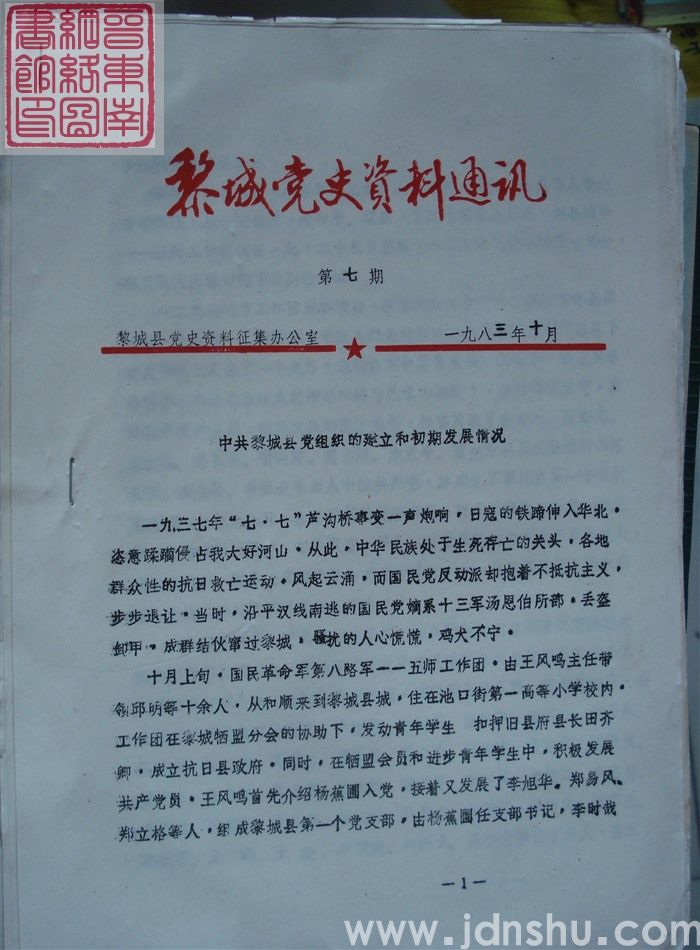 晋东南
網絡圖
書館印
黎城党史資料通讯
第七期
黎城县党史资料征集办公室 一九八三年十月
中共黎城县党组织的建立和初期发展情况
一九三七年“七·七”芦沟桥事变一声炮响，日寇的铁蹄伸入华北。
恣意蹂躏侵占我大好河山。从此，中华民族处于生死存亡的关头，各地
群众性的抗日救亡运动。风起云涌，而国民党反动派却抱着不抵抗主义，
步步退让。当时，沿平汉线南逃的国民党嫡系十三军汤恩伯所部。丢盔
卸甲。成群结伙窜过黎城，骚扰的人心慌慌，鸡犬不宁。
十月上旬。国民革命军第八路军一一五师工作团。由王风鸣主任带
领邱明等十余人，从和顺来到黎城县城，住在池口街第一高等小学校内。
工作团在黎城牺盟分会的协助下，发动青年学生 扣押旧县府县长田齐
卿，成立抗日县政府。同时，在牺盟会员和进步青年学生中，积极发展
共产党员。王风鸣首先介绍杨蕉圃入党，接着又发展了李旭华。郑易风、
郑立格等人，组成黎城县第一个党支部。由杨蕉圃任支部书记，李时哉
—1—
www.jdnshu.com